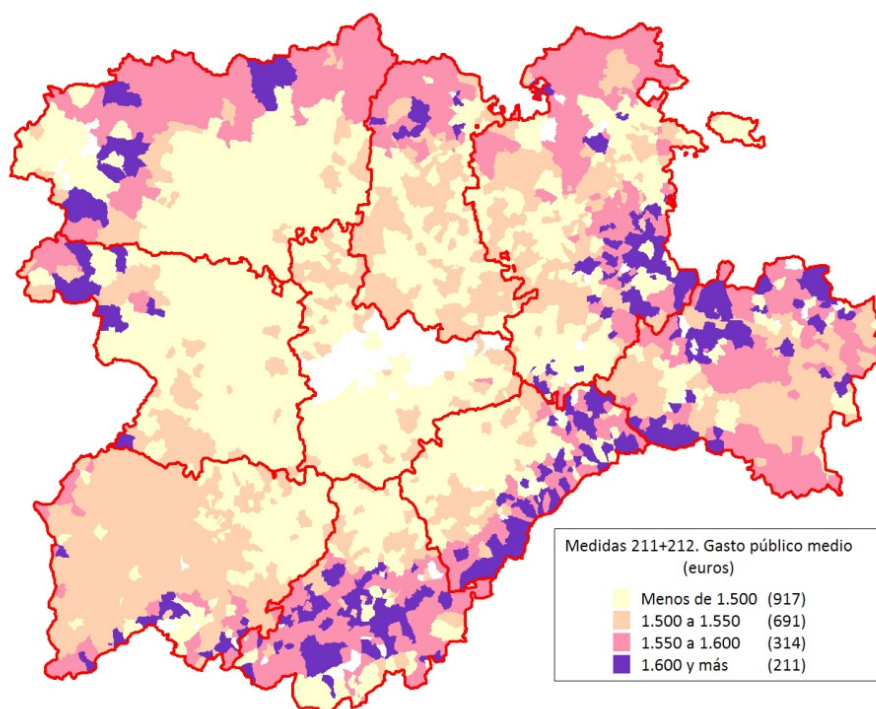 Medidas 211+212. Gasto público medio
(euros)
Menos de 1.500 (917)
1.500 a 1.550 (691)
1.550 a 1.600 (314)
1.600 y más (211)